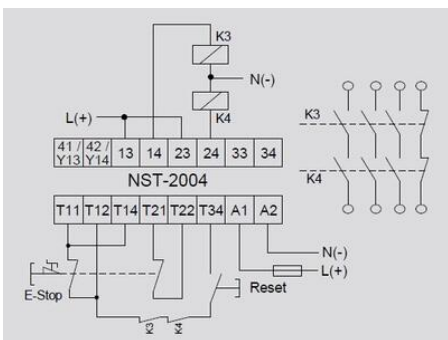 K3
N(-)
L(+)
K4
41 / Y13 42 / Y14 13 14 23 24 33 34
NST-2004
T11 T12 T14 T21 T22 T34 A1 A2
N(-)
L(+)
E-Stop
Reset
K3 K4
K3
K4